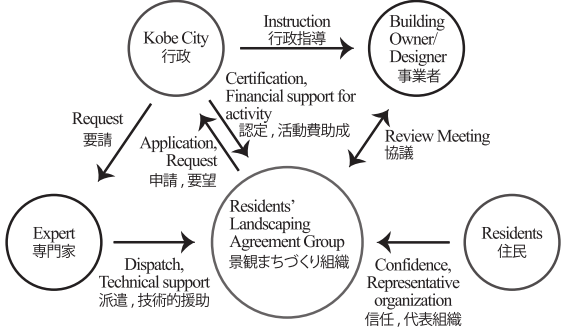 Kobe City
行政
Instruction
行政指導
Building
Owner/
Designer
事業者
Certification,
Financial support for
activity
認定 , 活動費助成
Request
要請
Application,
Request
申請 , 要望
Review Meeting
協議
Expert
専門家
Dispatch,
Technical support
派遣 , 技術的援助
Residents'
Landscaping
Agreement Group
景観まちづくり組織
Residents
住民
Confidence,
Representative
organization
信任 , 代表組織